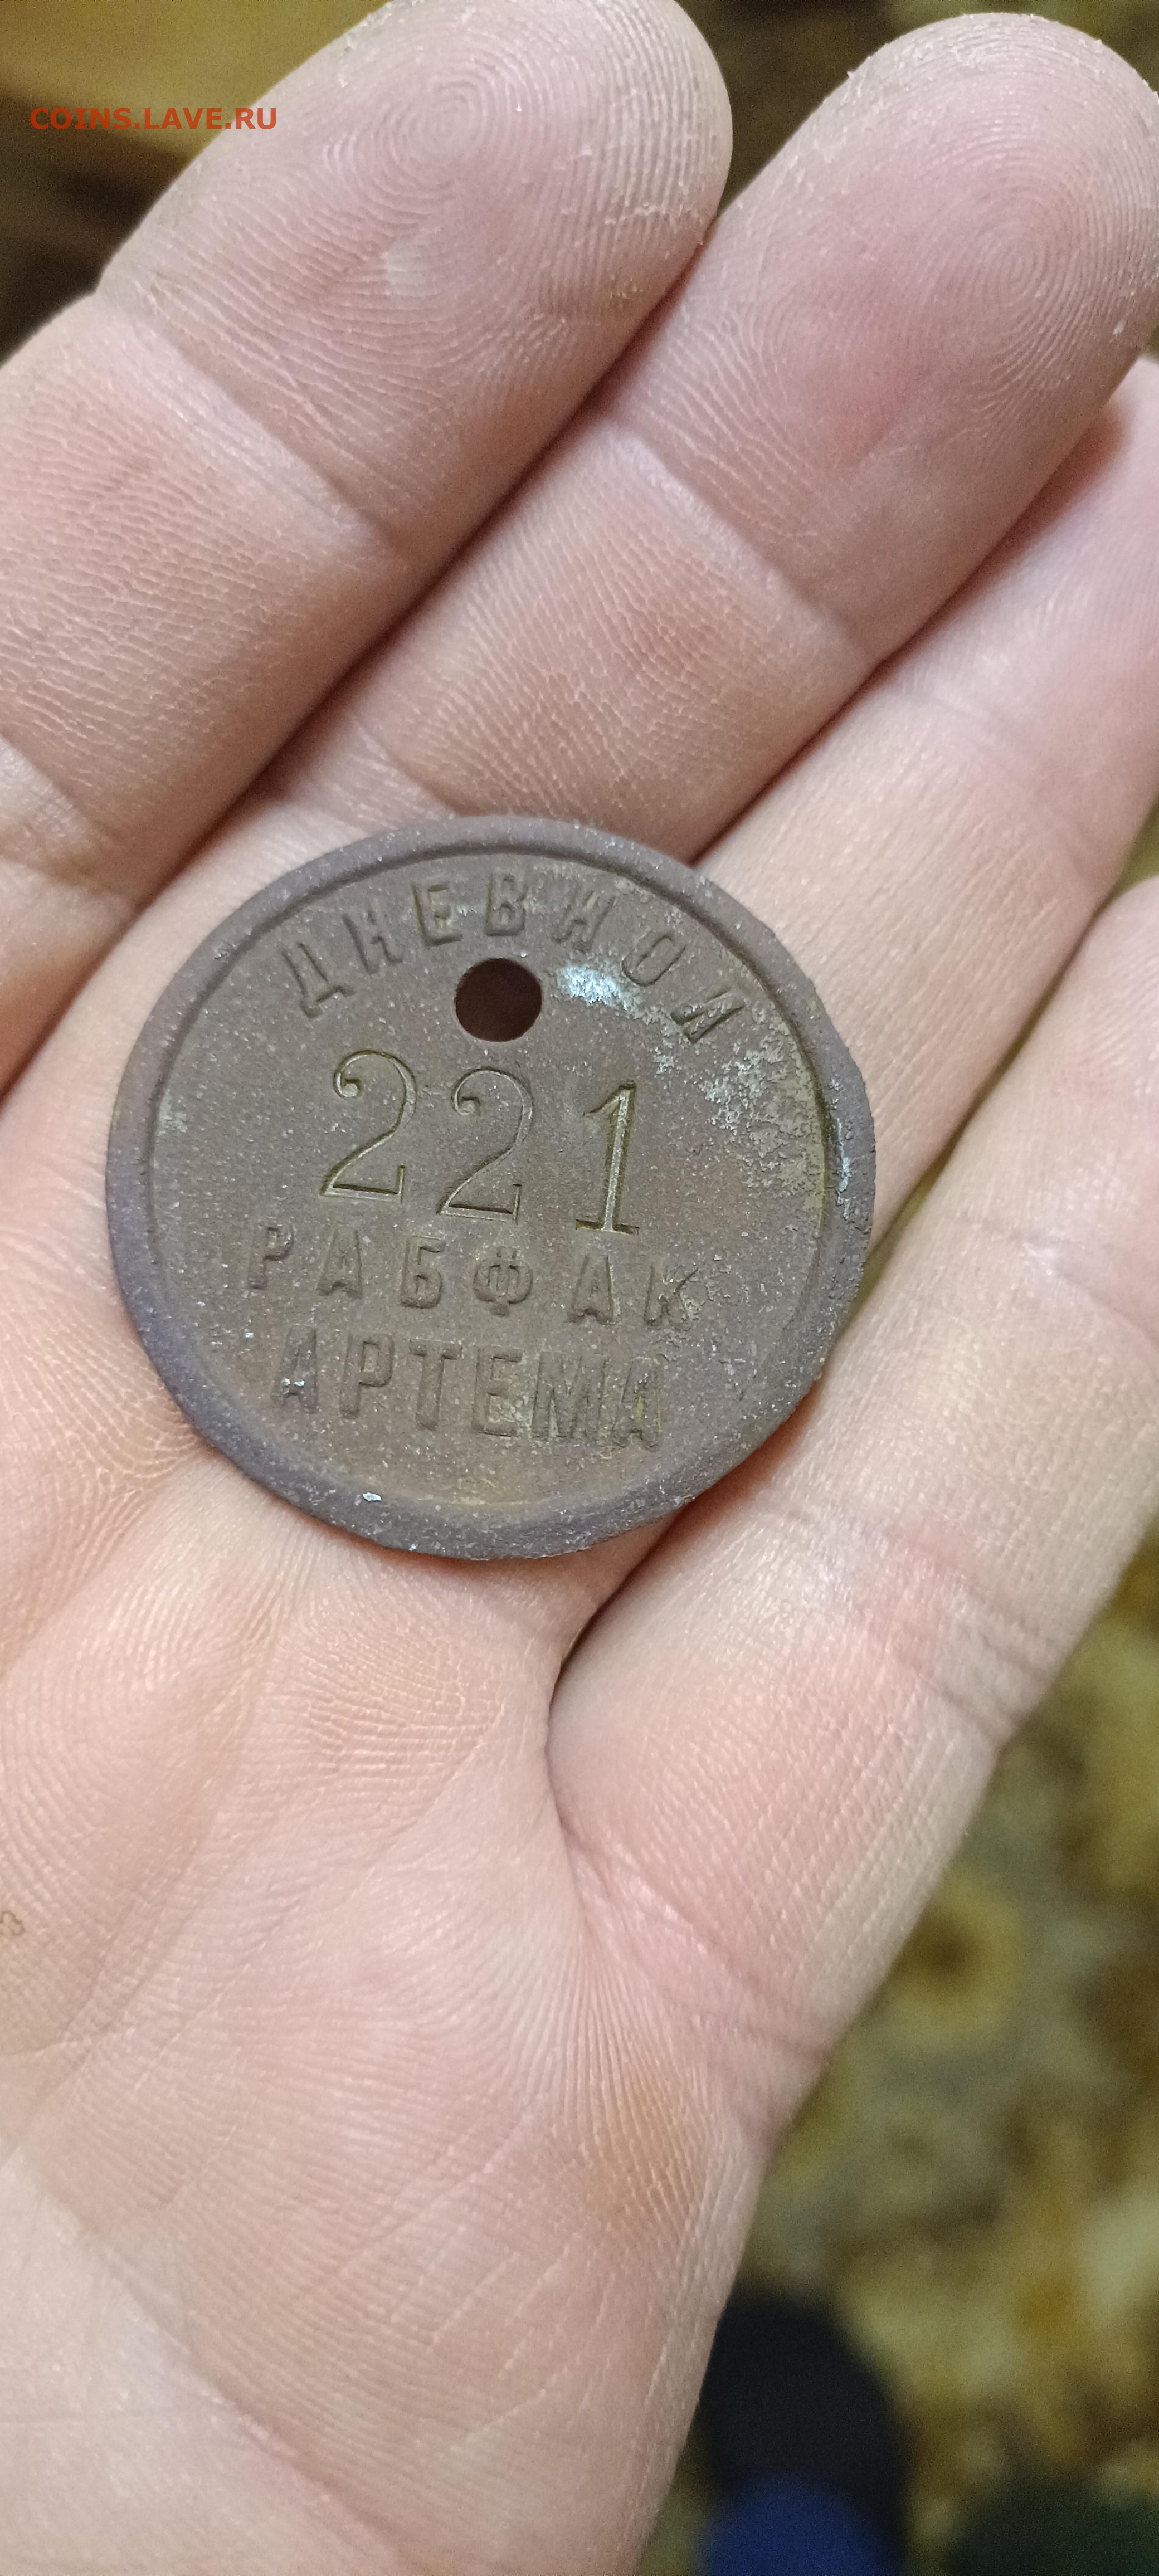 COINS.LAVE.RU
ДНЕВНОЙ
221
РАБФАК
АРТЕМА